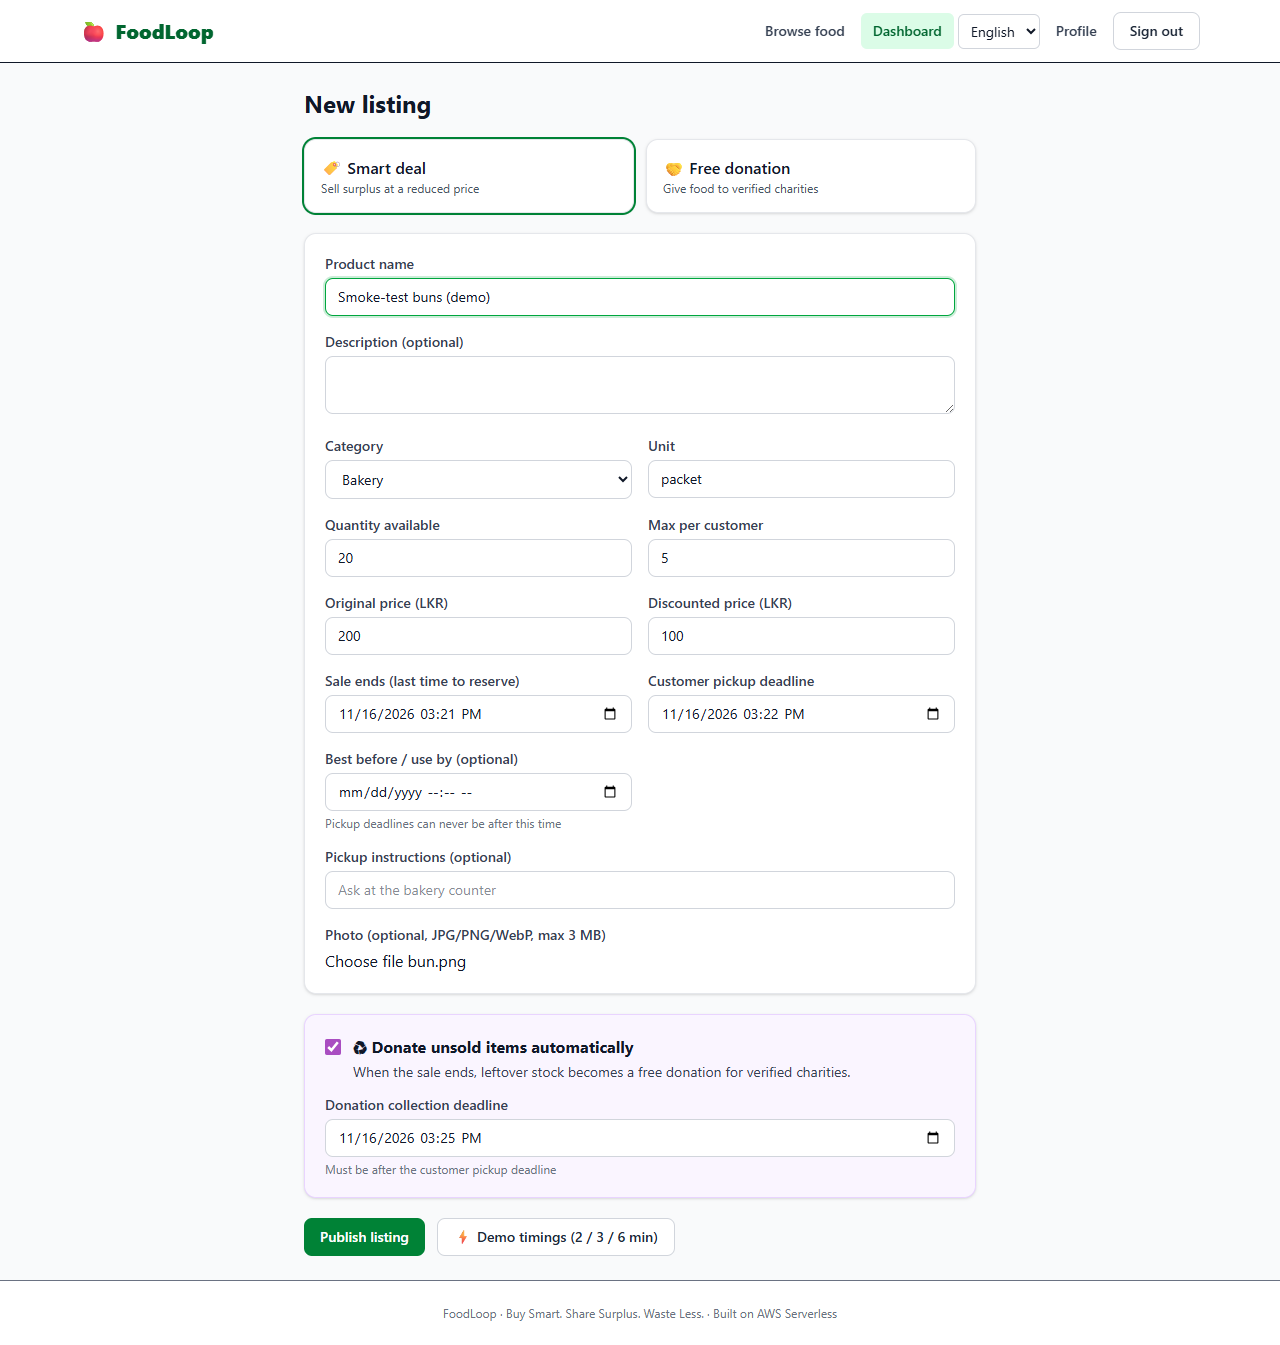 FoodLoop
Browse food
Dashboard
English
Profile
Sign out
New listing
Smart deal
Sell surplus at a reduced price
Free donation
Give food to verified charities
Product name
Smoke-test buns (demo)
Description (optional)
Category
Unit
Bakery
packet
Quantity available
Max per customer
20
5
Original price (LKR)
Discounted price (LKR)
200
100
Sale ends (last time to reserve)
Customer pickup deadline
11/16/2026 03:21 PM
11/16/2026 03:22 PM
Best before / use by (optional)
mm/dd/yyyy --:-- --
Pickup deadlines can never be after this time
Pickup instructions (optional)
Ask at the bakery counter
Photo (optional, JPG/PNG/WebP, max 3 MB)
Choose file bun.png
♻ Donate unsold items automatically
When the sale ends, leftover stock becomes a free donation for verified charities.
Donation collection deadline
11/16/2026 03:25 PM
Must be after the customer pickup deadline
Publish listing
⚡ Demo timings (2 / 3 / 6 min)
FoodLoop · Buy Smart. Share Surplus. Waste Less. · Built on AWS Serverless